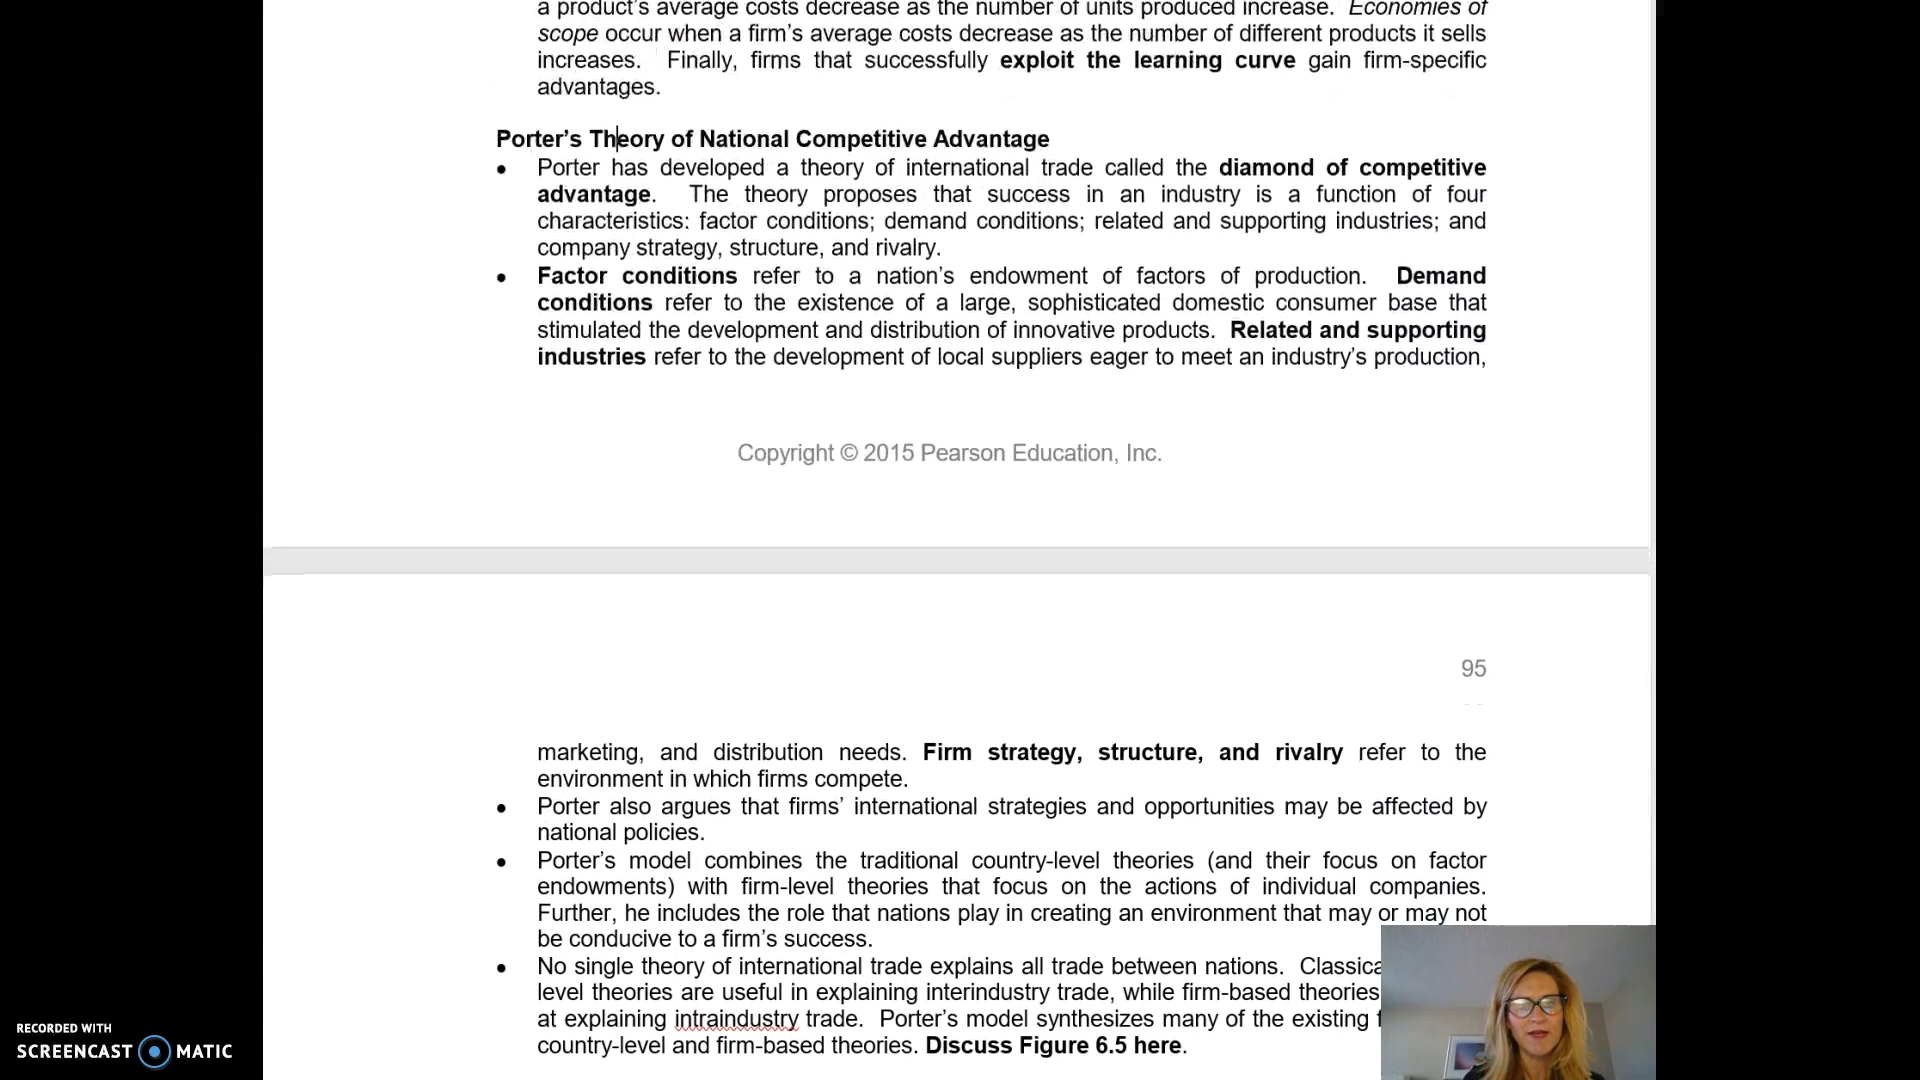 a product's average costs decrease as the number of units produced increase. Economies of
scope occur when a firm's average costs decrease as the number of different products it sells
increases. Finally, firms that successfully exploit the learning curve gain firm-specific
advantages.
Porter's Theory of National Competitive Advantage
• Porter has developed a theory of international trade called the diamond of competitive
advantage. The theory proposes that success in an industry is a function of four
characteristics: factor conditions; demand conditions; related and supporting industries; and
company strategy, structure, and rivalry.
• Factor conditions refer to a nation's endowment of factors of production. Demand
conditions refer to the existence of a large, sophisticated domestic consumer base that
stimulated the development and distribution of innovative products. Related and supporting
industries refer to the development of local suppliers eager to meet an industry's production,
Copyright © 2015 Pearson Education, Inc.
95
marketing, and distribution needs. Firm strategy, structure, and rivalry refer to the
environment in which firms compete.
• Porter also argues that firms' international strategies and opportunities may be affected by
national policies.
• Porter's model combines the traditional country-level theories (and their focus on factor
endowments) with firm-level theories that focus on the actions of individual companies.
Further, he includes the role that nations play in creating an environment that may or may not
be conducive to a firm's success.
• No single theory of international trade explains all trade between nations.
level theories are useful in explaining interindustry trade, while firm-based theories
at explaining intraindustry trade. Porter's model synthesizes many of the existing
country-level and firm-based theories. Discuss Figure 6.5 here.
RECORDED WITH
SCREENCAST MATIC